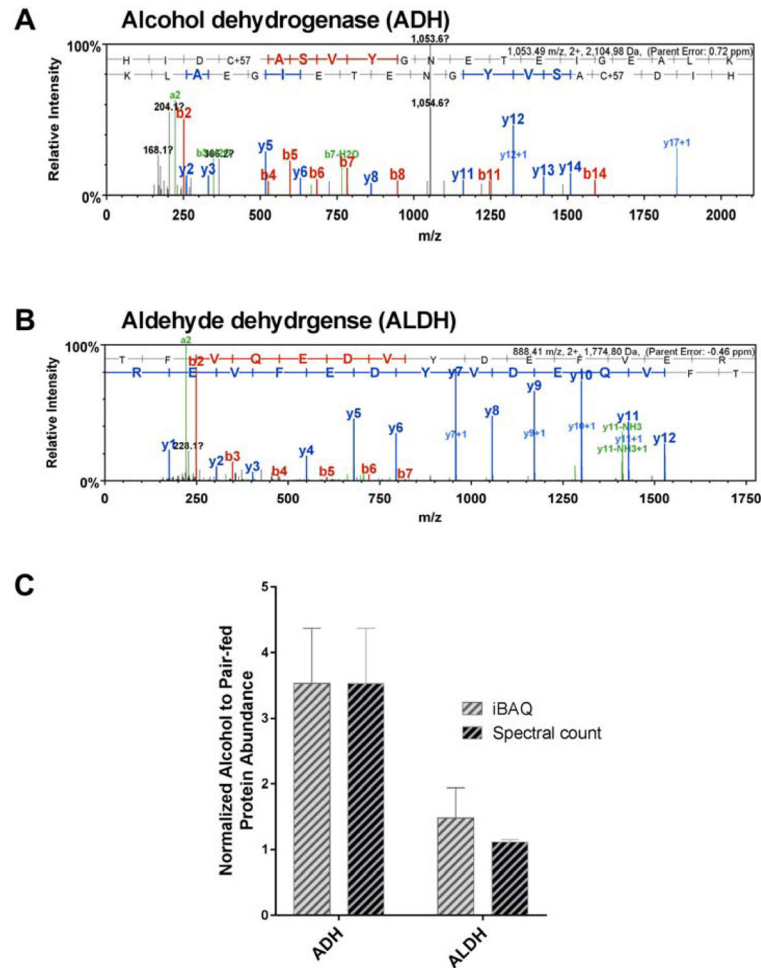 A
Alcohol dehydrogenase (ADH)
1,053.6?
1,053.49 m/z, 2+, 2,104.98 Da, (Parent Error: 0.72 ppm)
H I D C+57 A S V Y G N E T E I G E A L K
K L A E G I E T E N G Y V S A C+57 D I H
100%
Relative Intensity
0%
a2
204.1?
b2
168.1?
y2
y3
y5
b4
b5
y6
b6
b7-H2O
b7
y8
b8
1,054.6?
y11
b11
y12
y12+1
y13
y14
b14
y17+1
0 250 500 750 1000 1250 1500 1750 2000
m/z
B
Aldehyde dehydrgense (ALDH)
888.41 m/z, 2+, 1,774.80 Da, (Parent Error: -0.46 ppm)
T F V Q E D V Y D E F V E R
R E V F E D Y V D E Q V F T
100%
Relative Intensity
0%
a2
b2
y1
228.1?
y2
b3
y3
b4
y4
b5
y5
b6
y6
b7
y7
y7+1
y8
y9
y9+1
y10
y10+1
y11
y11-NH3
y11+1
y11-NH3+1
y12
0 250 500 750 1000 1250 1500 1750
m/z
C
Normalized Alcohol to Pair-fed
Protein Abundance
5
4
3
2
1
0
iBAQ
Spectral count
ADH
ALDH